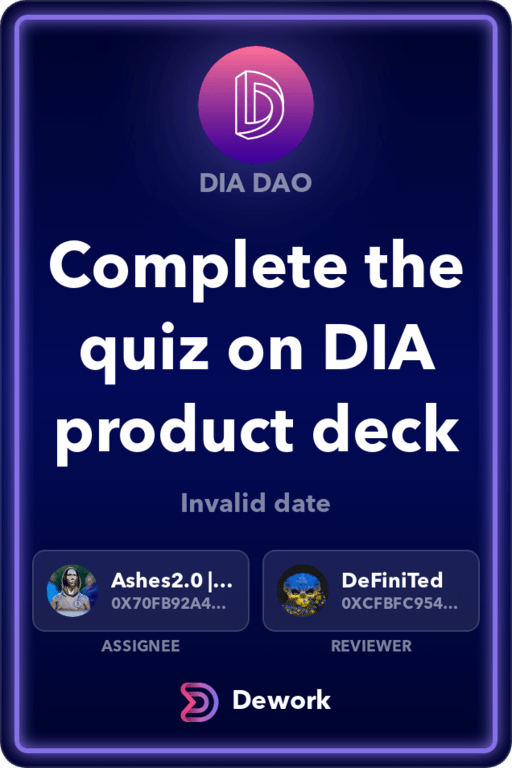 DIA DAO
Complete the
quiz on DIA
product deck
Invalid date
Ashes2.0 |...
0X70FB92A4...
DeFiniTed
0XCFBFC954...
ASSIGNEE
REVIEWER
Dework